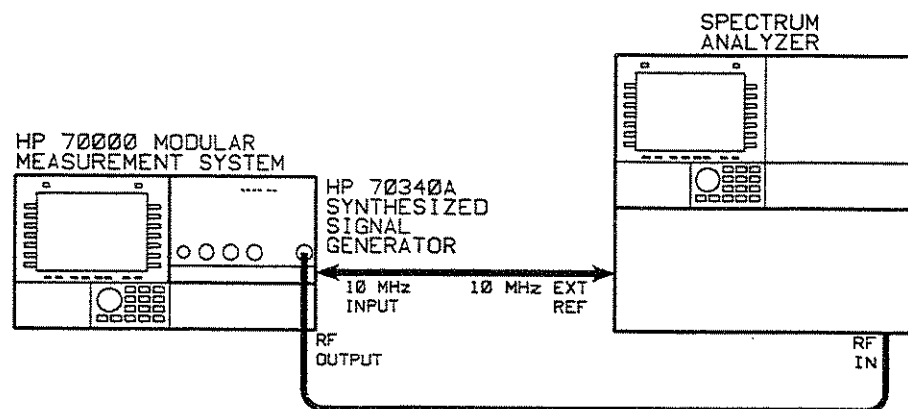 SPECTRUM
ANALYZER
HP 70000 MODULAR
MEASUREMENT SYSTEM
HP 70340A
SYNTHESIZED
SIGNAL
GENERATOR
10 MHz
INPUT
10 MHz EXT
REF
RF
OUTPUT
RF
IN